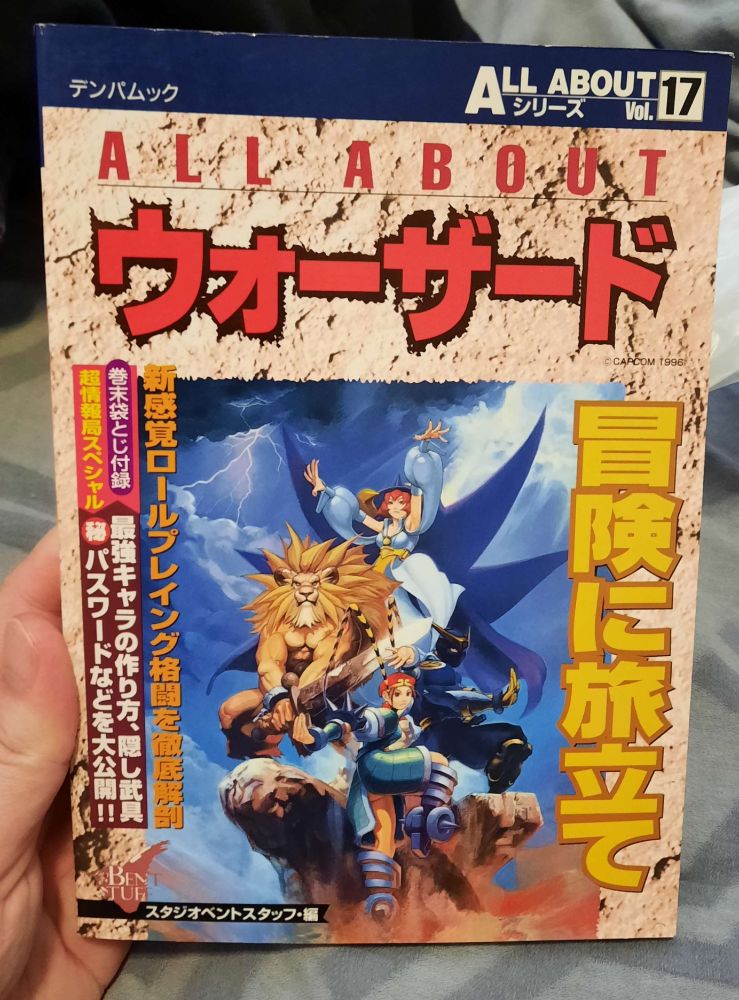 デンパムック
ALL ABOUT
シリーズ Vol. 17
ALL ABOUT
ウォーザード
©CAPCOM 1996
冒険に旅立て
新感覚ロールプレイング格闘を徹底解剖
巻末袋とじ付録
超情報局スペシャル
最強キャラの作り方、隠し武具
㊙パスワードなどを大公開!!
BENT
STUFF
スタジオベントスタッフ・編